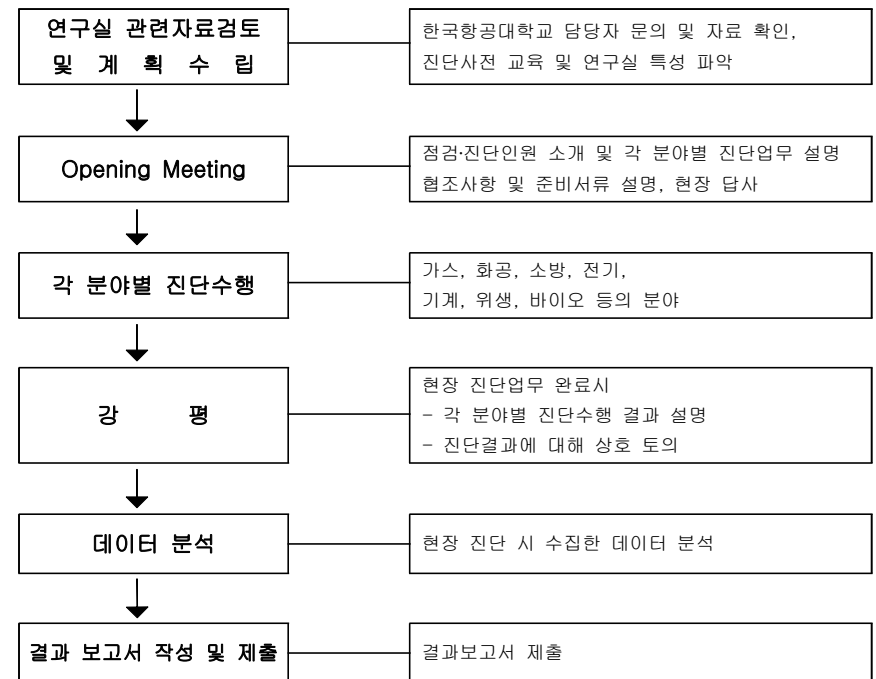 연구실 관련자료검토
및 계 획 수 립
한국항공대학교 담당자 문의 및 자료 확인,
진단사전 교육 및 연구실 특성 파악
Opening Meeting
점검·진단인원 소개 및 각 분야별 진단업무 설명
협조사항 및 준비서류 설명, 현장 답사
각 분야별 진단수행
가스, 화공, 소방, 전기,
기계, 위생, 바이오 등의 분야
강 평
현장 진단업무 완료시
- 각 분야별 진단수행 결과 설명
- 진단결과에 대해 상호 토의
데이터 분석
현장 진단 시 수집한 데이터 분석
결과 보고서 작성 및 제출
결과보고서 제출